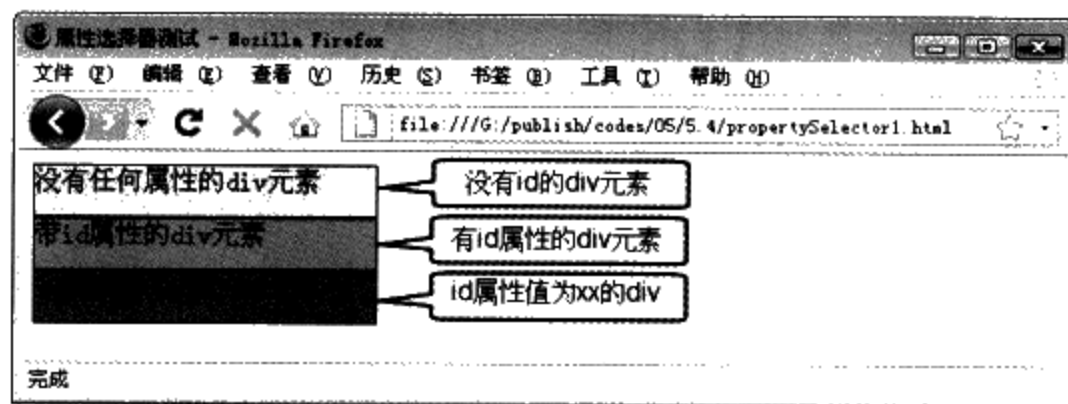 属性选择器测试 - Mozilla Firefox
文件 (F) 编辑 (E) 查看 (V) 历史 (S) 书签 (B) 工具 (T) 帮助 (H)
file:///G:/publish/codes/05/5.4/propertySelector1.html
没有任何属性的div元素
没有id的div元素
带id属性的div元素
有id属性的div元素
id属性值为xx的div
完成